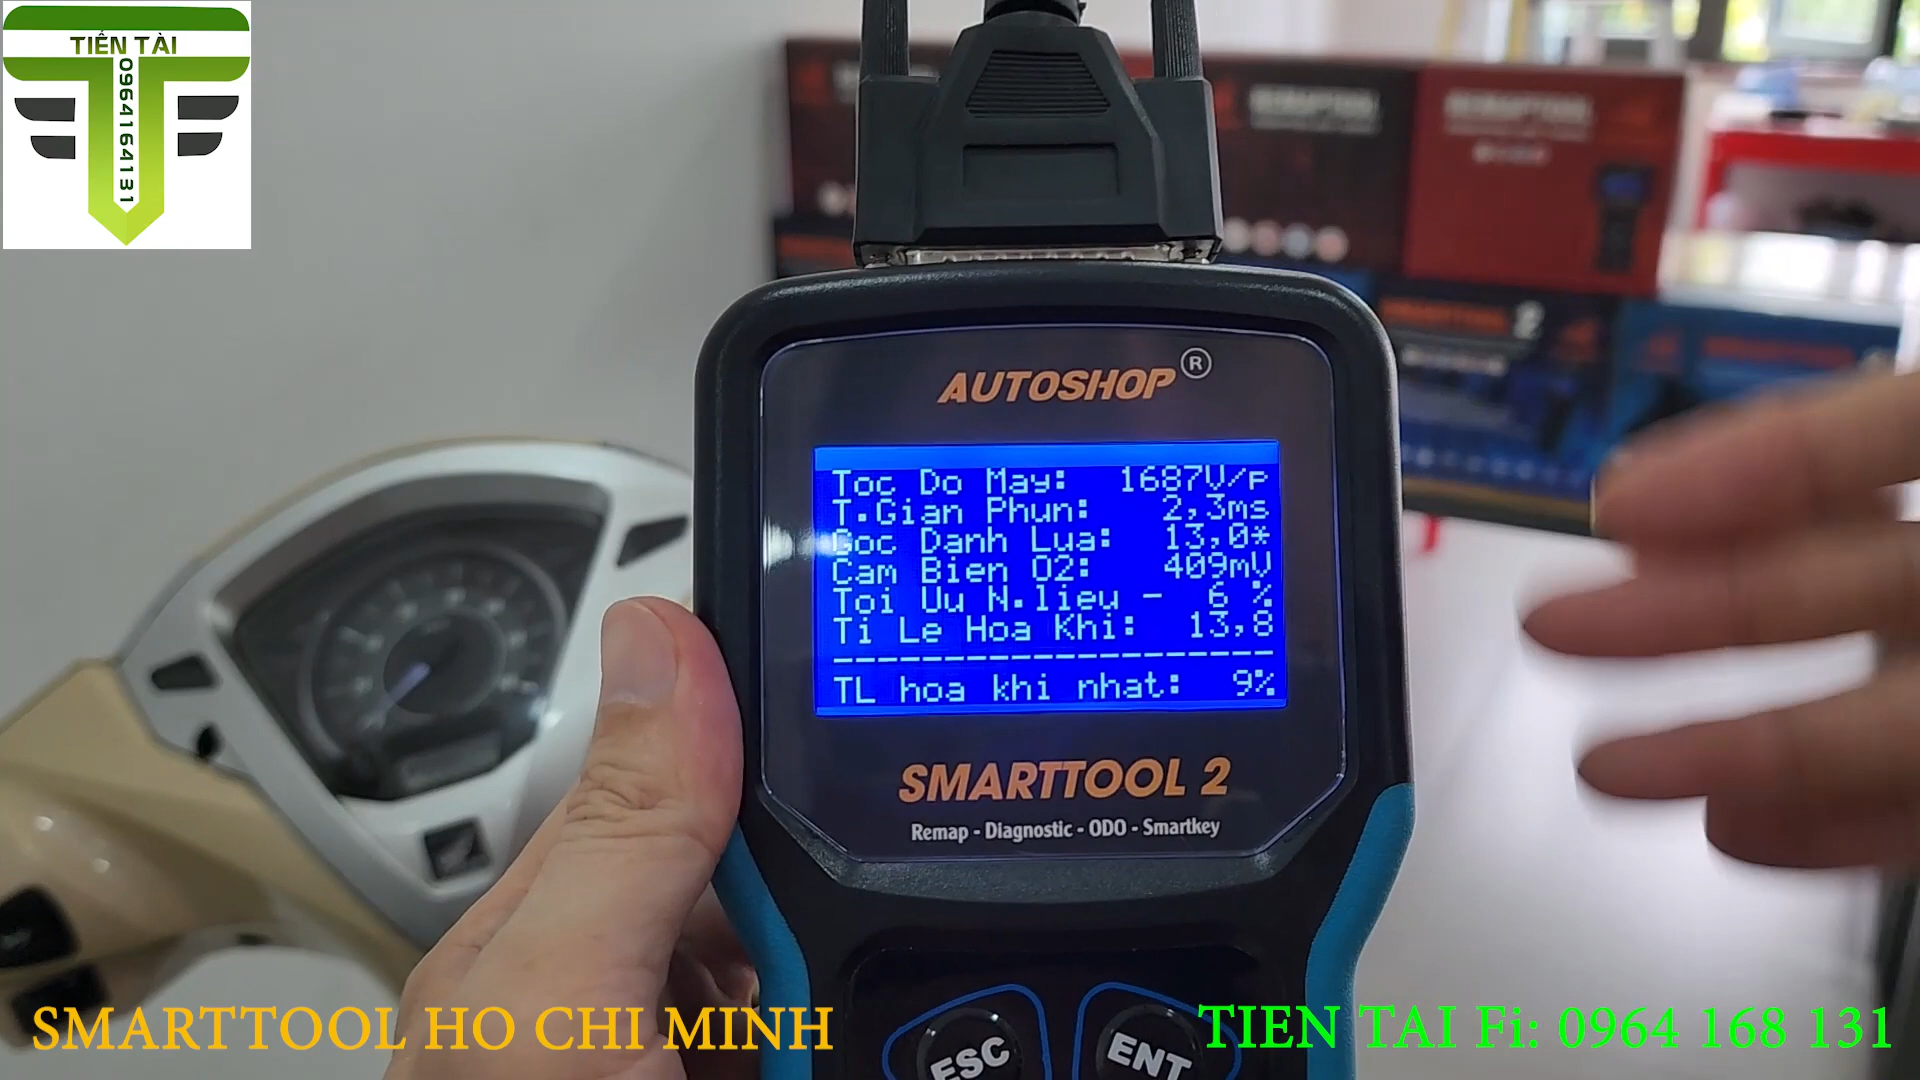 TIẾN TÀI
0964164131
AUTOSHOP®
Toc Do May: 1687V/p
T.Gian Phun: 2,3ms
Goc Danh Lua: 13,0*
Cam Bien O2: 409mV
Toi Uu N.lieu - 6 %
Ti Le Hoa Khi: 13,8
--------------------
TL hoa khi nhat: 9%
SMARTTOOL 2
Remap - Diagnostic - ODO - Smartkey
ESC
ENT
SMARTTOOL HO CHI MINH
TIEN TAI Fi: 0964 168 131